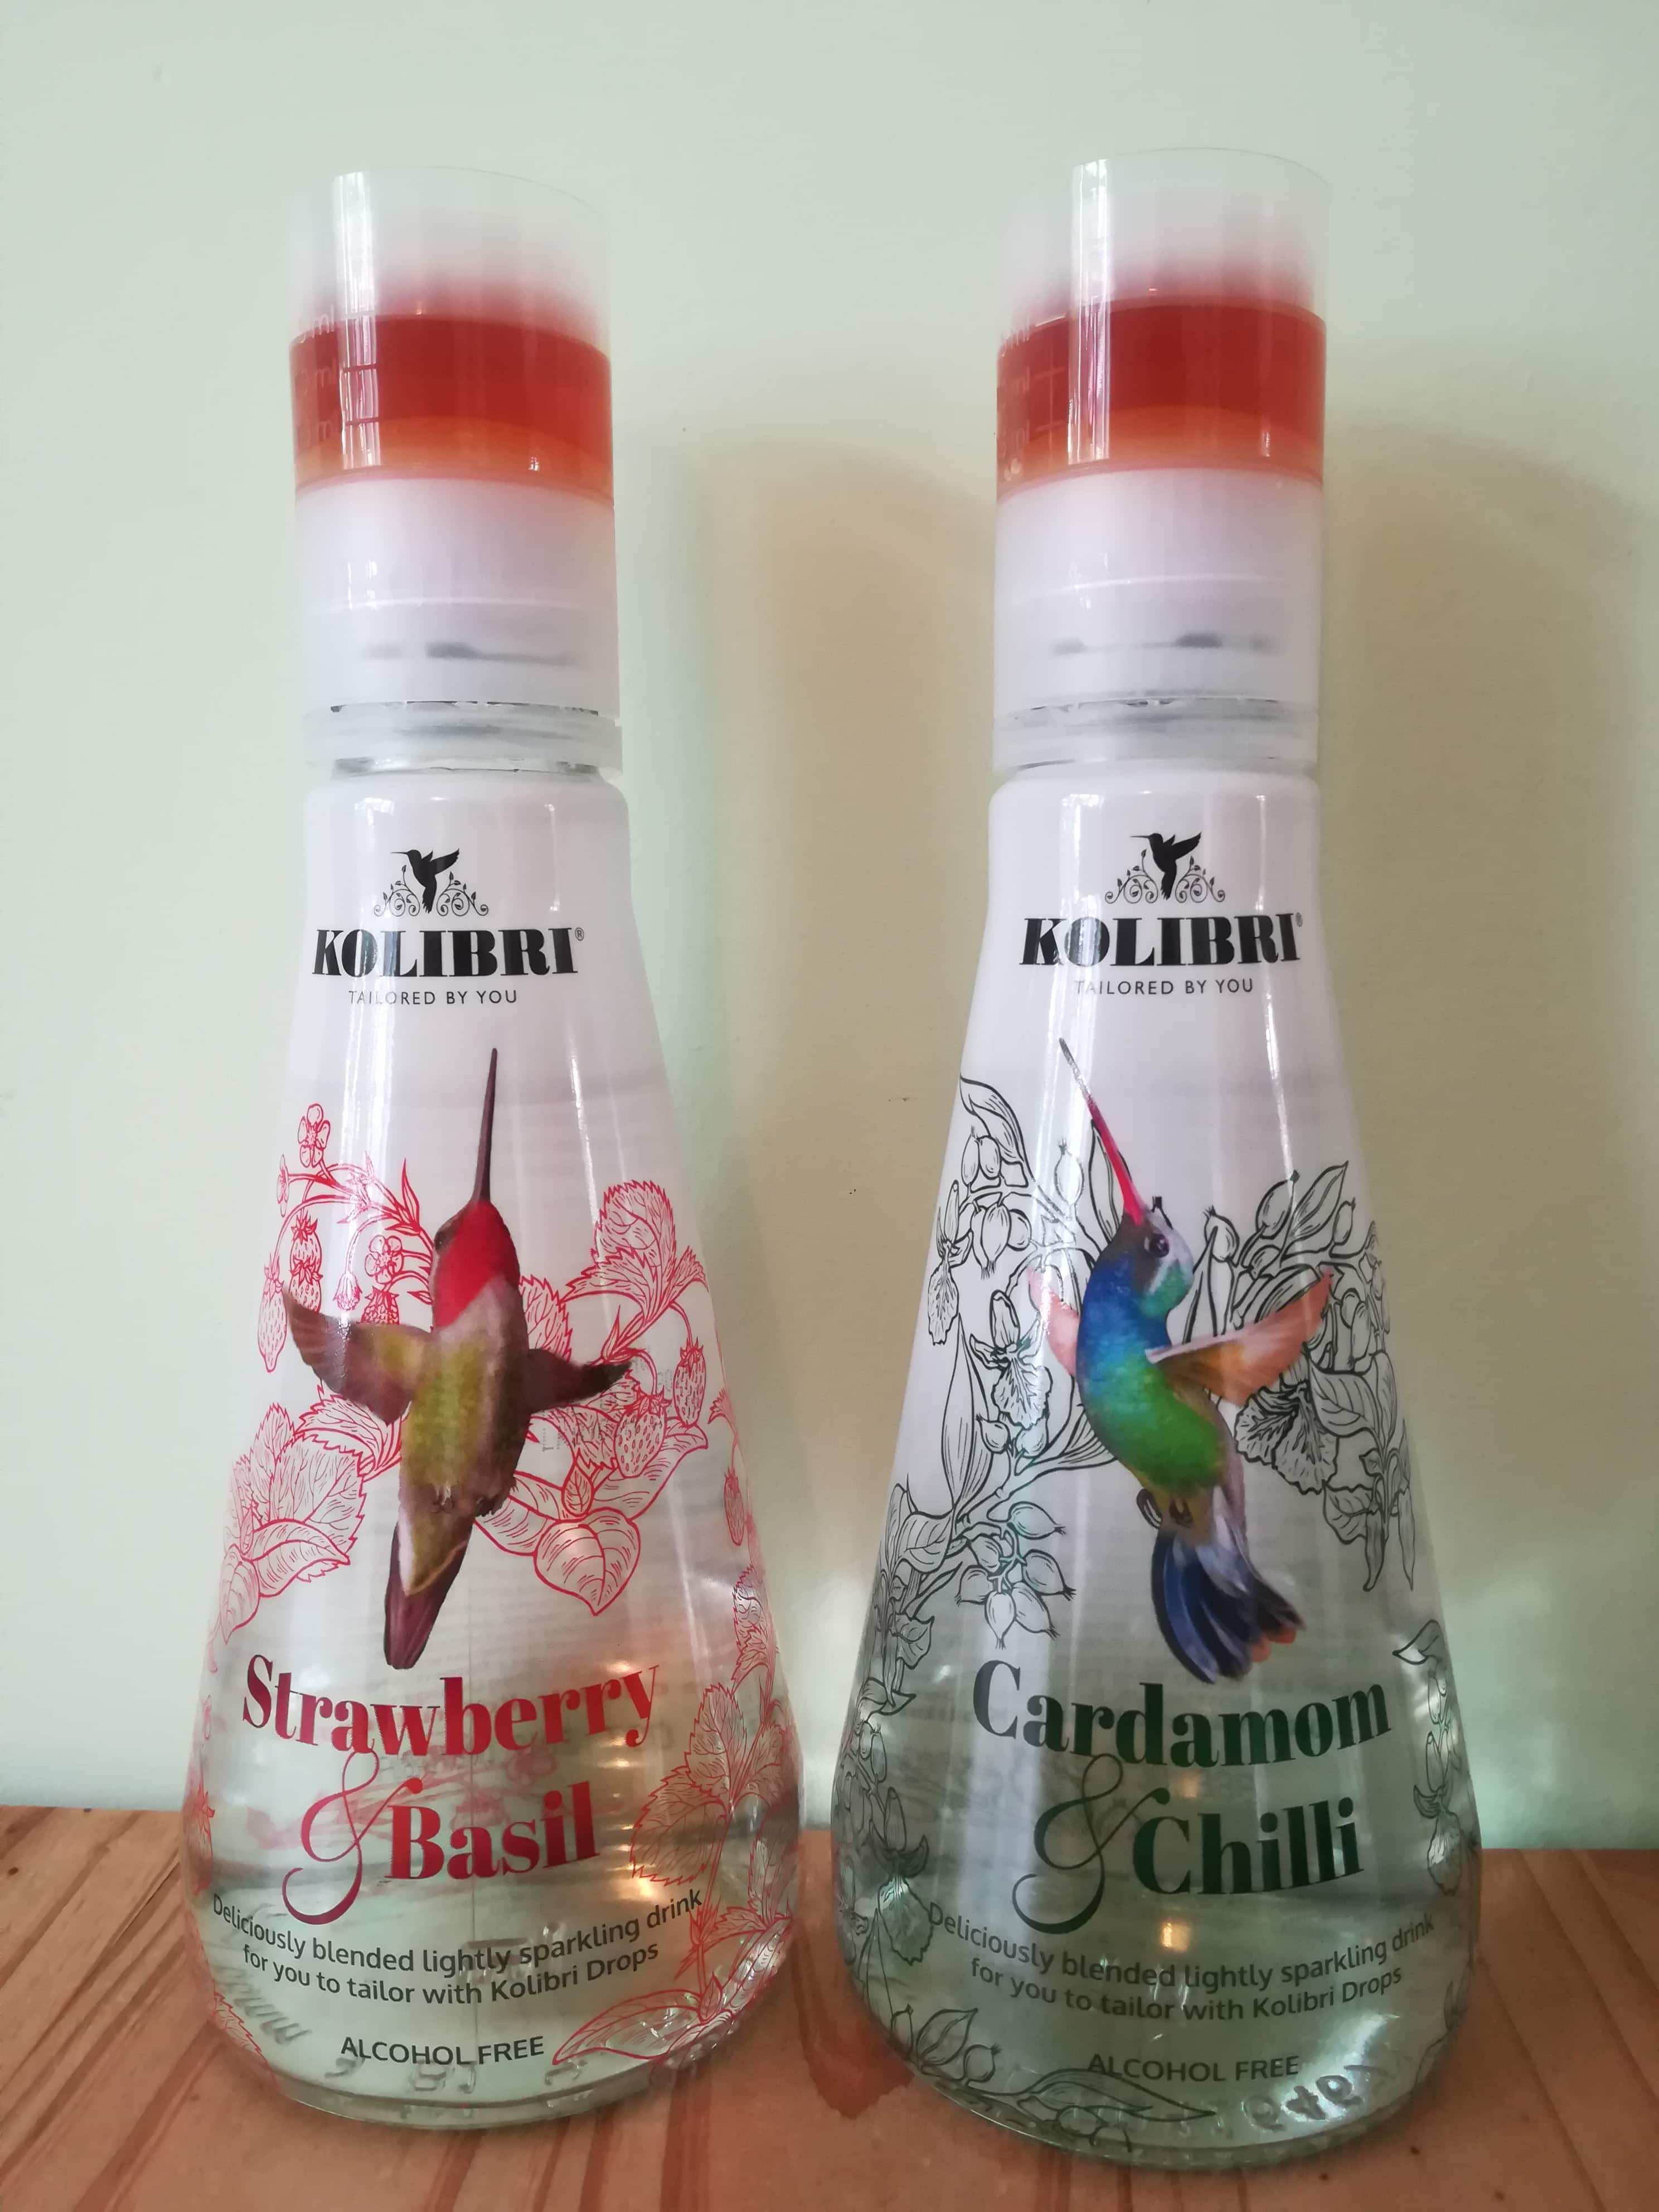 KOLIBRI®
TAILORED BY YOU
Strawberry
& Basil
Deliciously blended lightly sparkling drink
for you to tailor with Kolibri Drops
ALCOHOL FREE
KOLIBRI®
TAILORED BY YOU
Cardamom
& Chilli
Deliciously blended lightly sparkling drink
for you to tailor with Kolibri Drops
ALCOHOL FREE